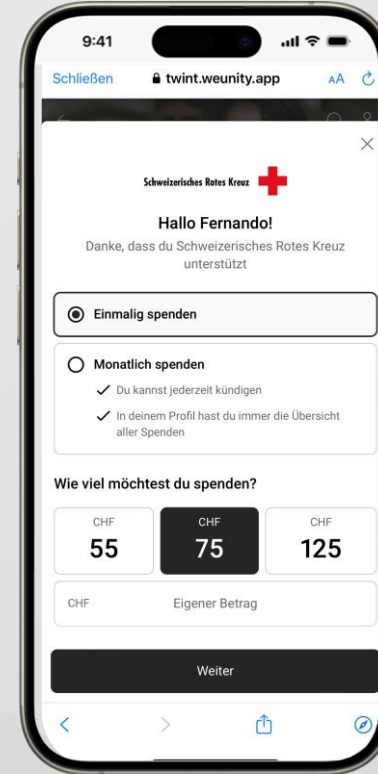 9:41
Schließen
twint.weunity.app
AA
Schweizerisches Rotes Kreuz
Hallo Fernando!
Danke, dass du Schweizerisches Rotes Kreuz
unterstützt
Einmalig spenden
Monatlich spenden
Du kannst jederzeit kündigen
In deinem Profil hast du immer die Übersicht
aller Spenden
Wie viel möchtest du spenden?
CHF CHF CHF
55 75 125
CHF Eigener Betrag
Weiter